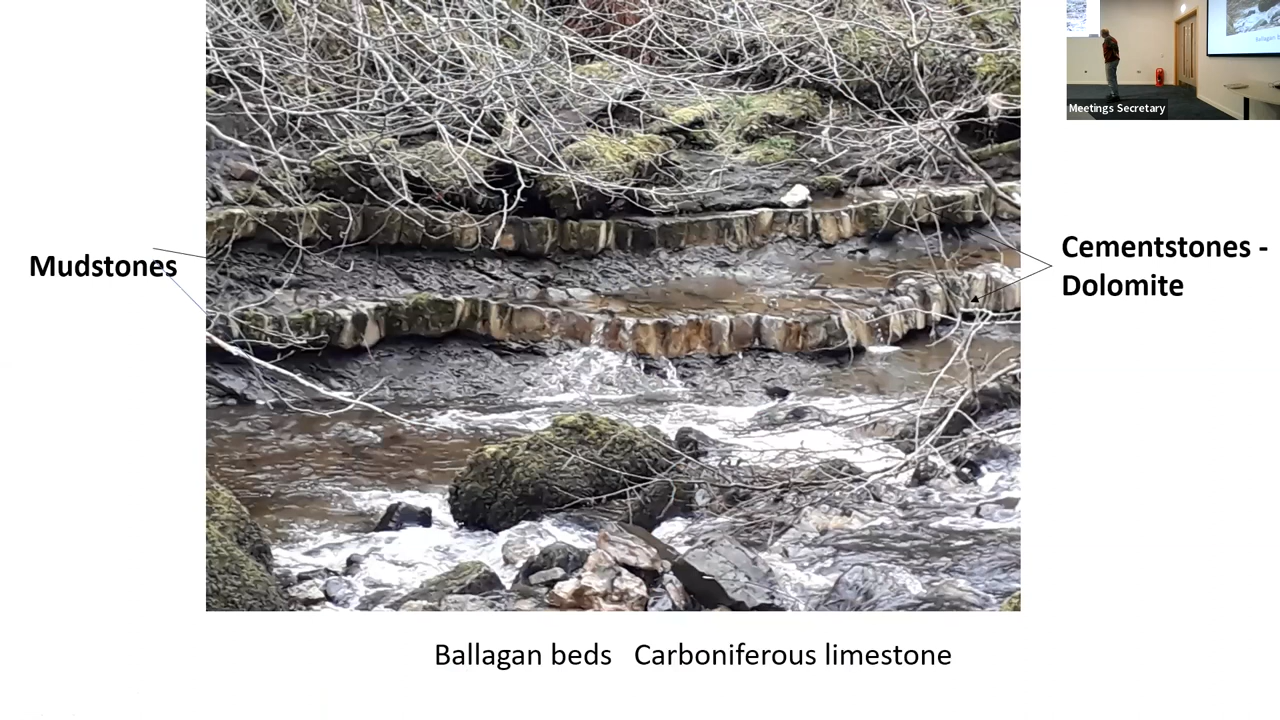 Meetings Secretary
Mudstones
Cementstones -
Dolomite
Ballagan beds   Carboniferous limestone